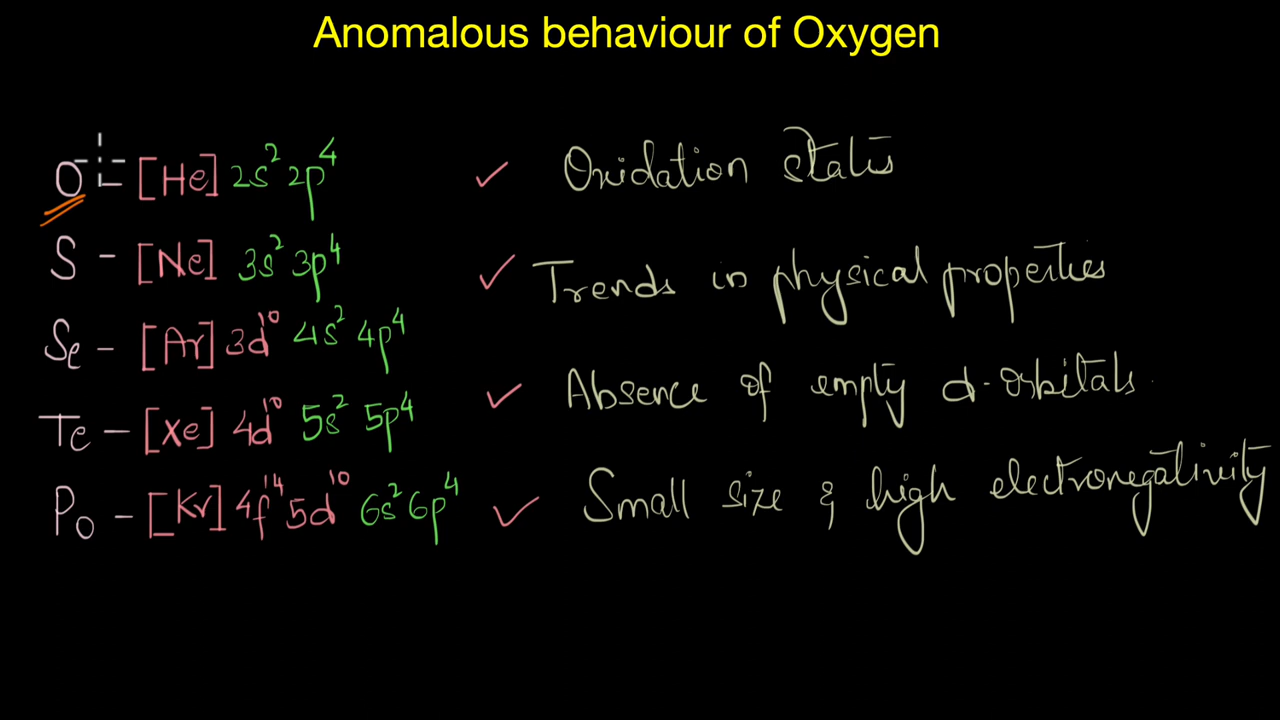 Anomalous behaviour of Oxygen
O - [He] 2s² 2p⁴ ✓ Oxidation states
S - [Ne] 3s² 3p⁴ ✓ Trends in physical properties
Se - [Ar] 3d¹⁰ 4s² 4p⁴ ✓ Absence of empty d-orbitals
Te - [Xe] 4d¹⁰ 5s² 5p⁴ ✓ Small size & high electronegativity
Po - [Kr] 4f¹⁴ 5d¹⁰ 6s² 6p⁴